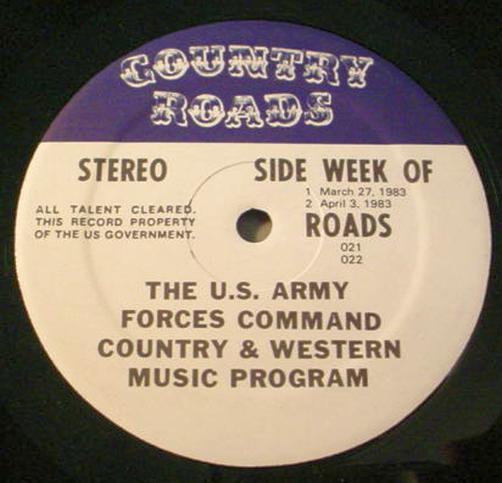 COUNTRY
ROADS
STEREO
SIDE WEEK OF
1 March 27, 1983
2 April 3, 1983
ALL TALENT CLEARED.
THIS RECORD PROPERTY
OF THE US GOVERNMENT.
ROADS
021
022
THE U.S. ARMY
FORCES COMMAND
COUNTRY & WESTERN
MUSIC PROGRAM